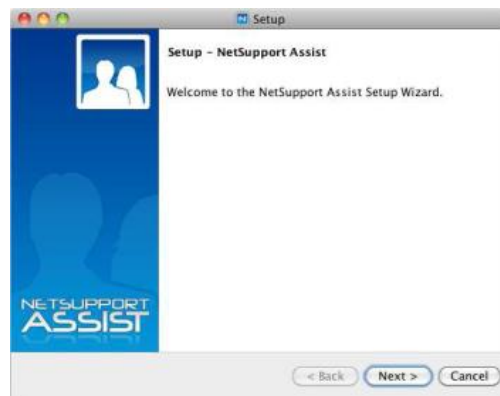 Setup
Setup – NetSupport Assist
Welcome to the NetSupport Assist Setup Wizard.
NETSUPPORT
ASSIST
< Back
Next >
Cancel